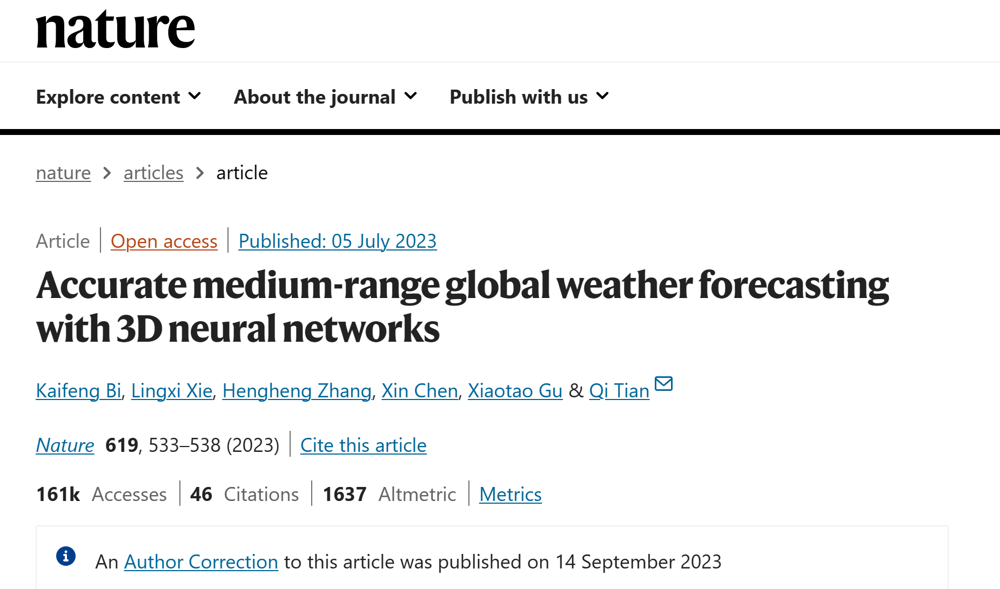 nature
Explore content About the journal Publish with us
nature > articles > article
Article | Open access | Published: 05 July 2023
Accurate medium-range global weather forecasting
with 3D neural networks
Kaifeng Bi, Lingxi Xie, Hengheng Zhang, Xin Chen, Xiaotao Gu & Qi Tian
Nature 619, 533–538 (2023) | Cite this article
161k Accesses | 46 Citations | 1637 Altmetric | Metrics
An Author Correction to this article was published on 14 September 2023